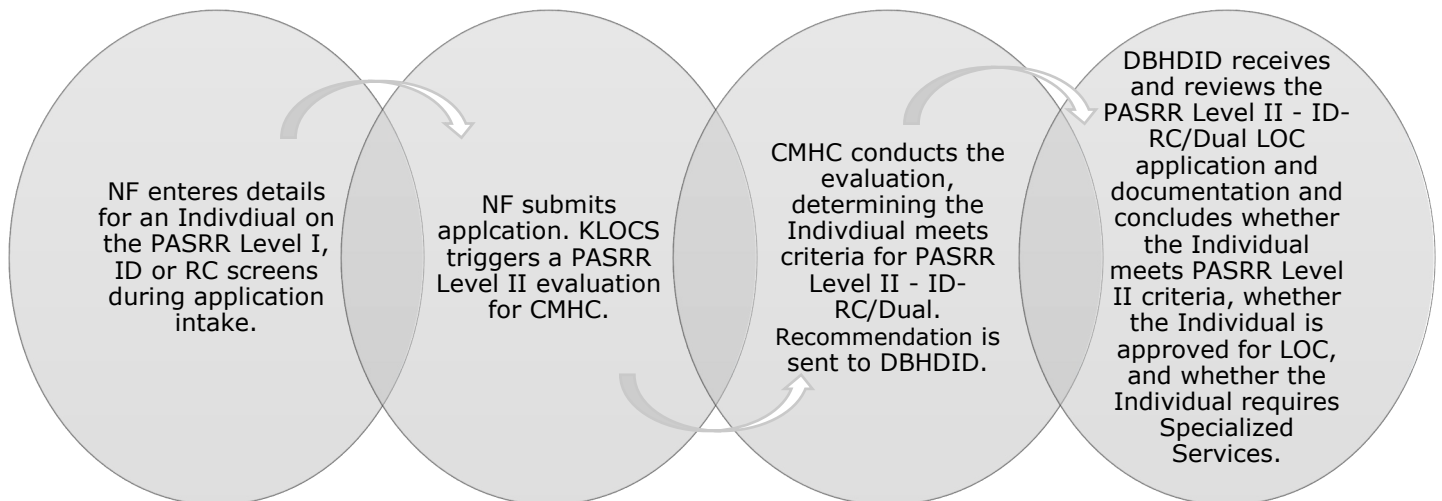 NF enteres details
for an Indivdiual on
the PASRR Level I,
ID or RC screens
during application
intake.
NF submits
applcation. KLOCS
triggers a PASRR
Level II evaluation
for CMHC.
CMHC conducts the
evaluation,
determining the
Indivdiual meets
criteria for PASRR
Level II - ID-
RC/Dual.
Recommendation is
sent to DBHDID.
DBHDID receives
and reviews the
PASRR Level II - ID-
RC/Dual LOC
application and
documentation and
concludes whether
the Individual
meets PASRR Level
II criteria, whether
the Individual is
approved for LOC,
and whether the
Individual requires
Specialized
Services.